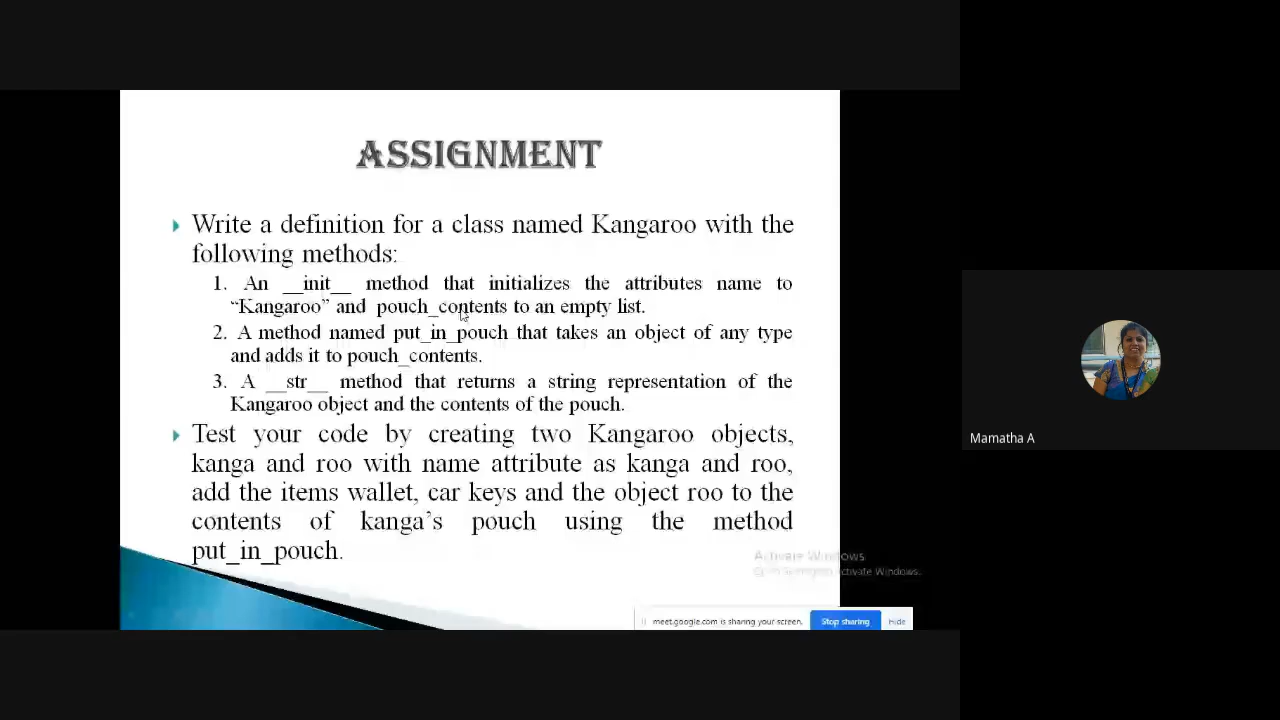 ASSIGNMENT
Write a definition for a class named Kangaroo with the
following methods:
1. An __init__ method that initializes the attributes name to
“Kangaroo” and pouch_contents to an empty list.
2. A method named put_in_pouch that takes an object of any type
and adds it to pouch_contents.
3. A __str__ method that returns a string representation of the
Kangaroo object and the contents of the pouch.
Test your code by creating two Kangaroo objects,
kanga and roo with name attribute as kanga and roo,
add the items wallet, car keys and the object roo to the
contents of kanga’s pouch using the method
put_in_pouch.
Activate Windows
Go to Settings to activate Windows.
meet.google.com is sharing your screen.
Stop sharing
Hide
Mamatha A